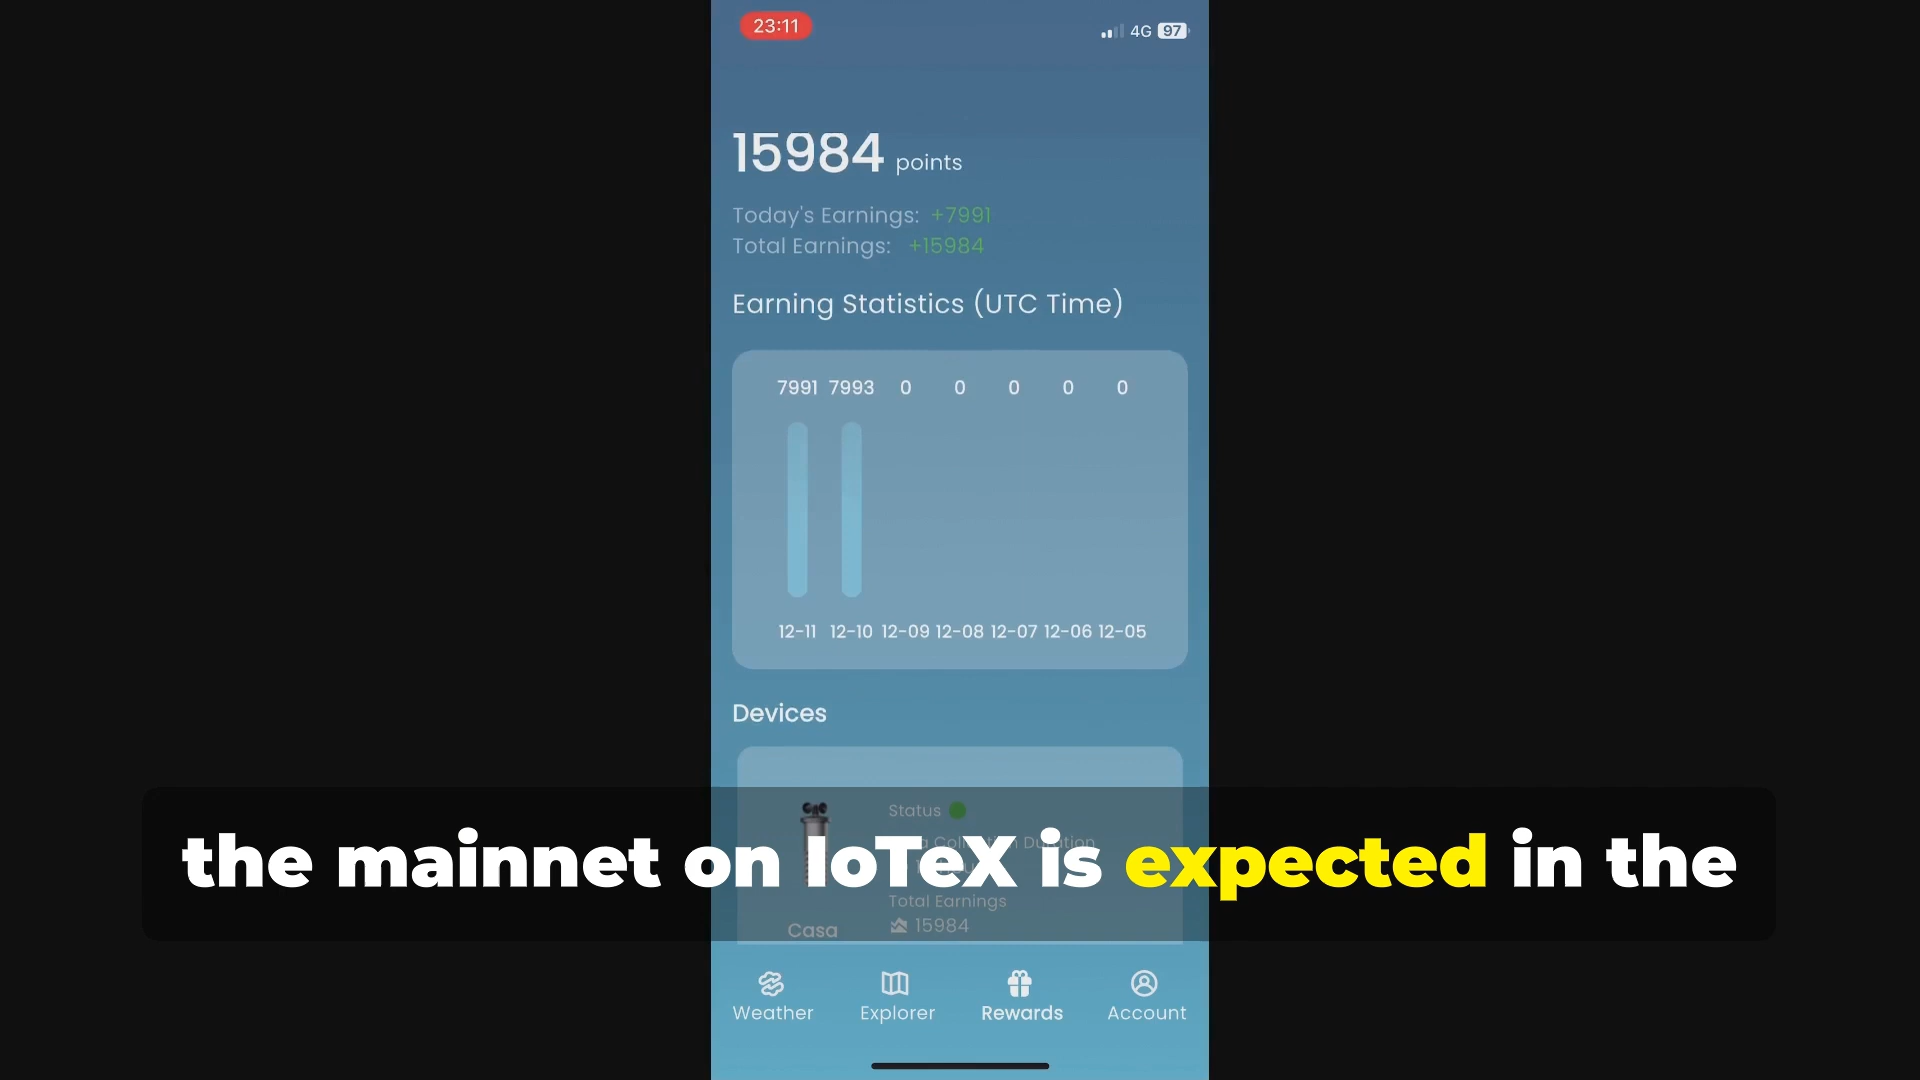 23:11
4G 97
15984 points
Today's Earnings: +7991
Total Earnings: +15984
Earning Statistics (UTC Time)
7991 7993 0 0 0 0 0
12-11 12-10 12-09 12-08 12-07 12-06 12-05
Devices
Status
Duration
the mainnet on IoTeX is expected in the
Total Earnings
15984
Casa
Weather Explorer Rewards Account